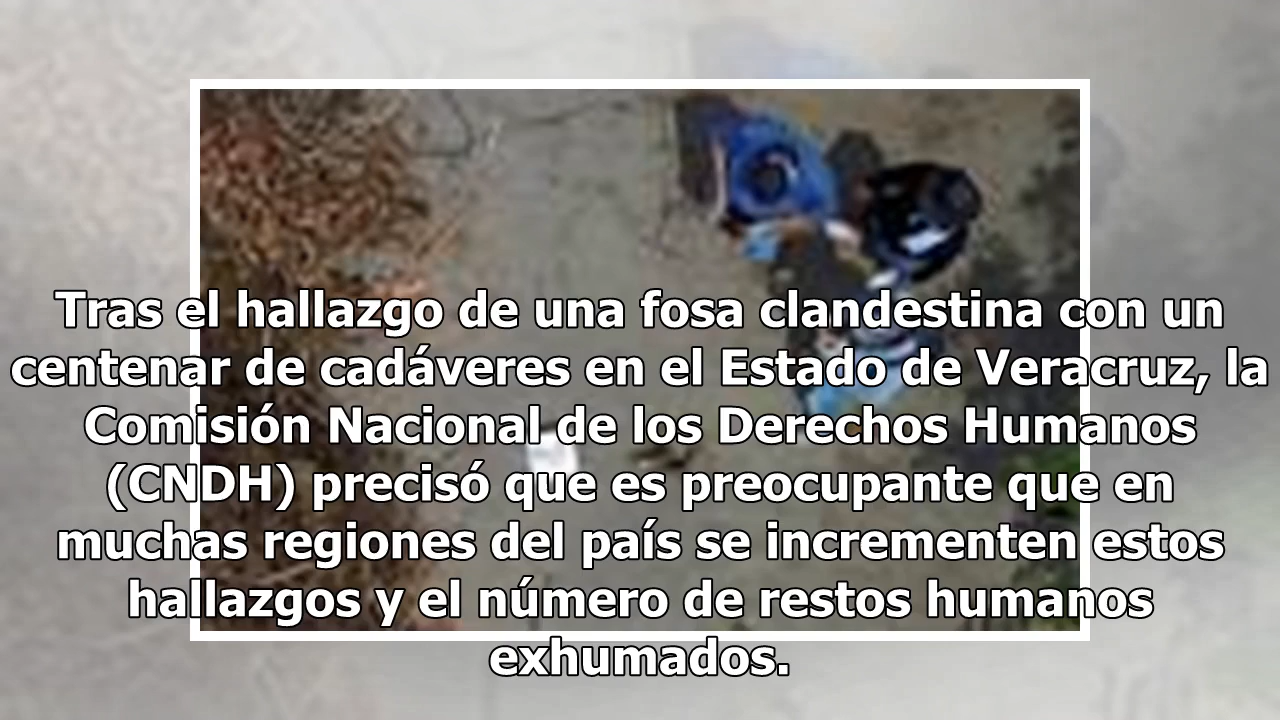 Tras el hallazgo de una fosa clandestina con un
centenar de cadáveres en el Estado de Veracruz, la
Comisión Nacional de los Derechos Humanos
(CNDH) precisó que es preocupante que en
muchas regiones del país se incrementen estos
hallazgos y el número de restos humanos
exhumados.